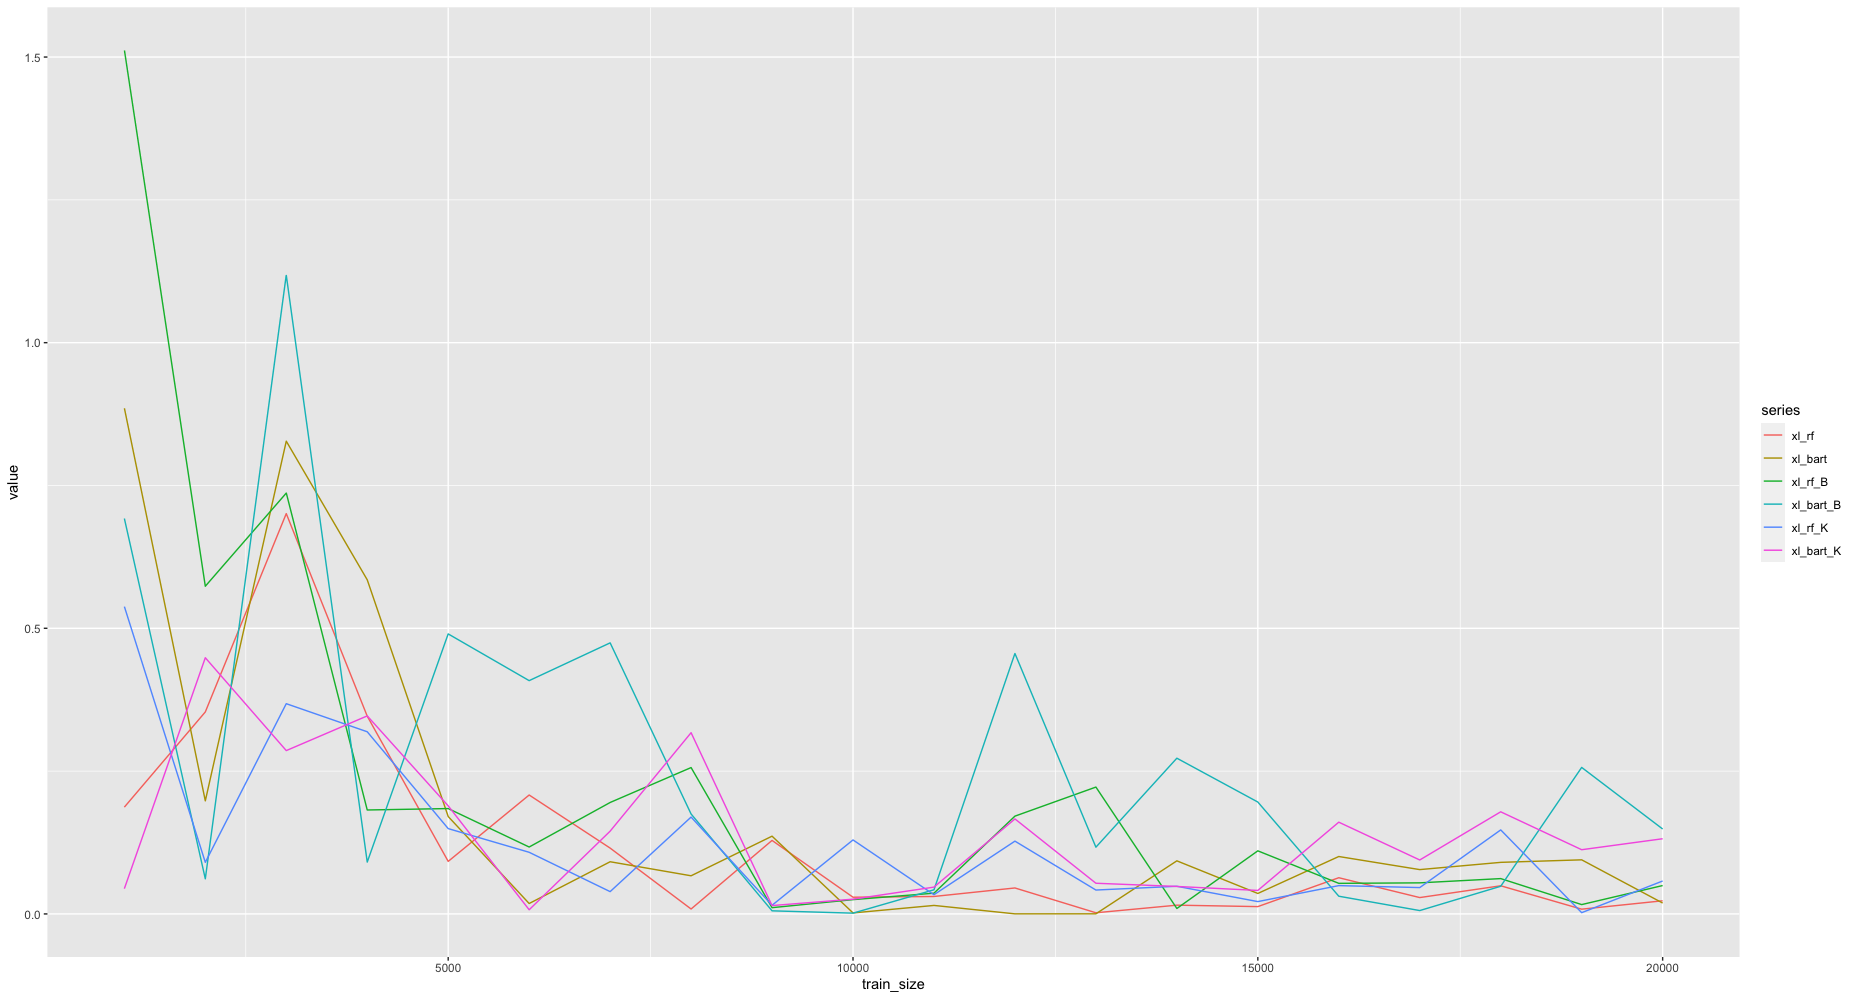 1.5
1.0
0.5
0.0
value
5000
10000
15000
20000
train_size
series
xl_rf
xl_bart
xl_rf_B
xl_bart_B
xl_rf_K
xl_bart_K